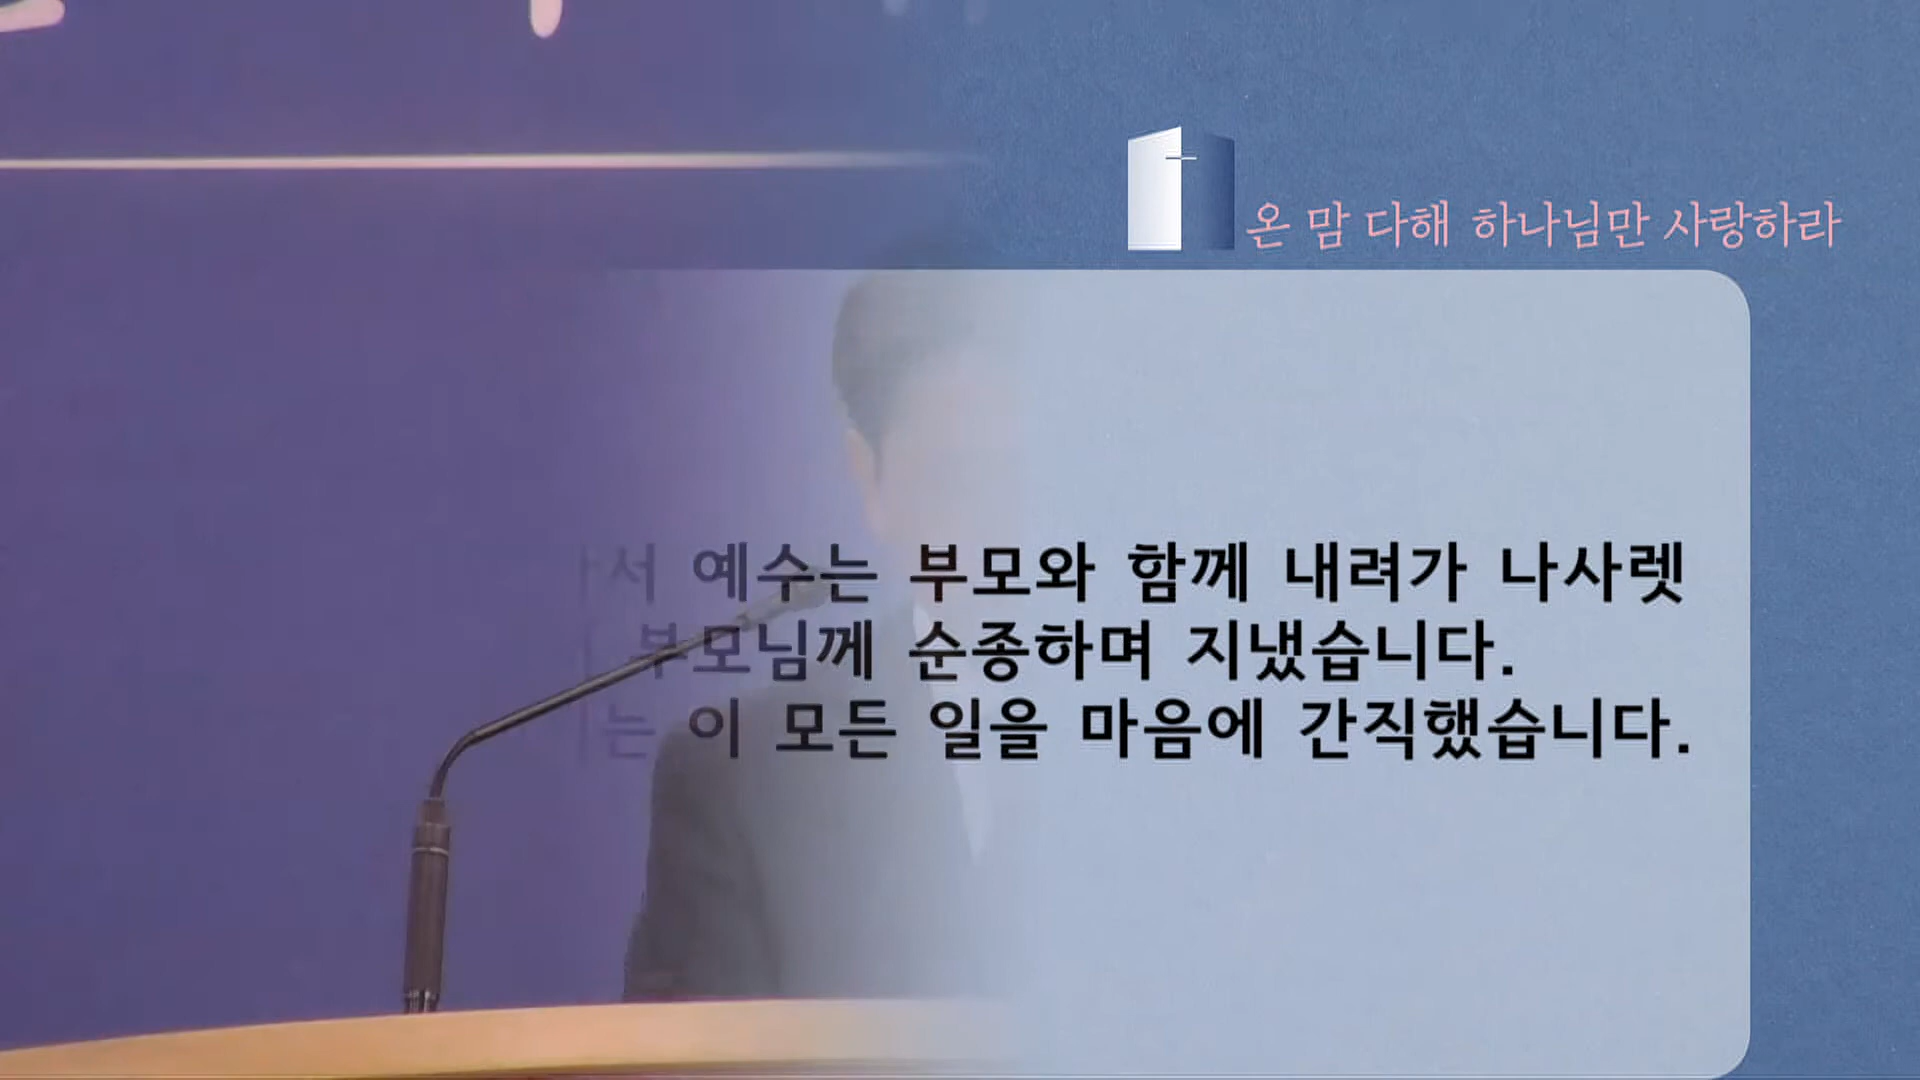 온 맘 다해 하나님만 사랑하라
예수는 부모와 함께 내려가 나사렛
부모님께 순종하며 지냈습니다.
이 모든 일을 마음에 간직했습니다.